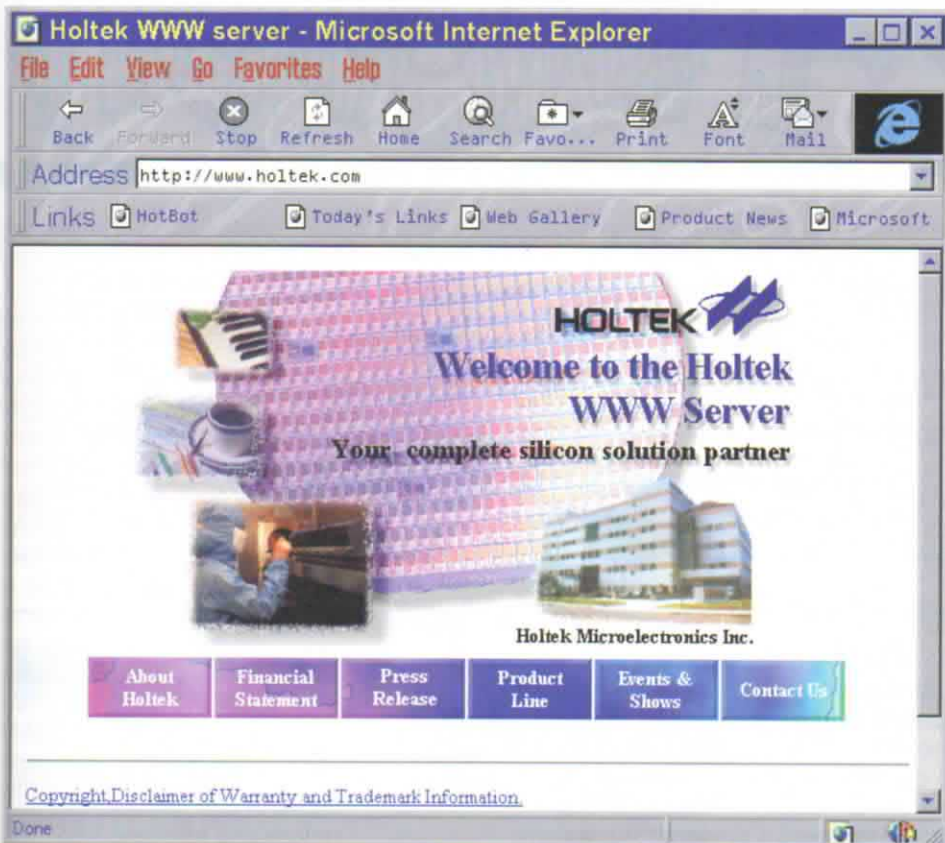 Holtek WWW server - Microsoft Internet Explorer
File Edit View Go Favorites Help
Back Forward Stop Refresh Home Search Favo... Print Font Mail
Address http://www.holtek.com
Links HotBot Today's Links Web Gallery Product News Microsoft
HOLTEK
Welcome to the Holtek
WWW Server
Your complete silicon solution partner
Holtek Microelectronics Inc.
About Holtek
Financial Statement
Press Release
Product Line
Events & Shows
Contact Us
Copyright,Disclaimer of Warranty and Trademark Information.
Done